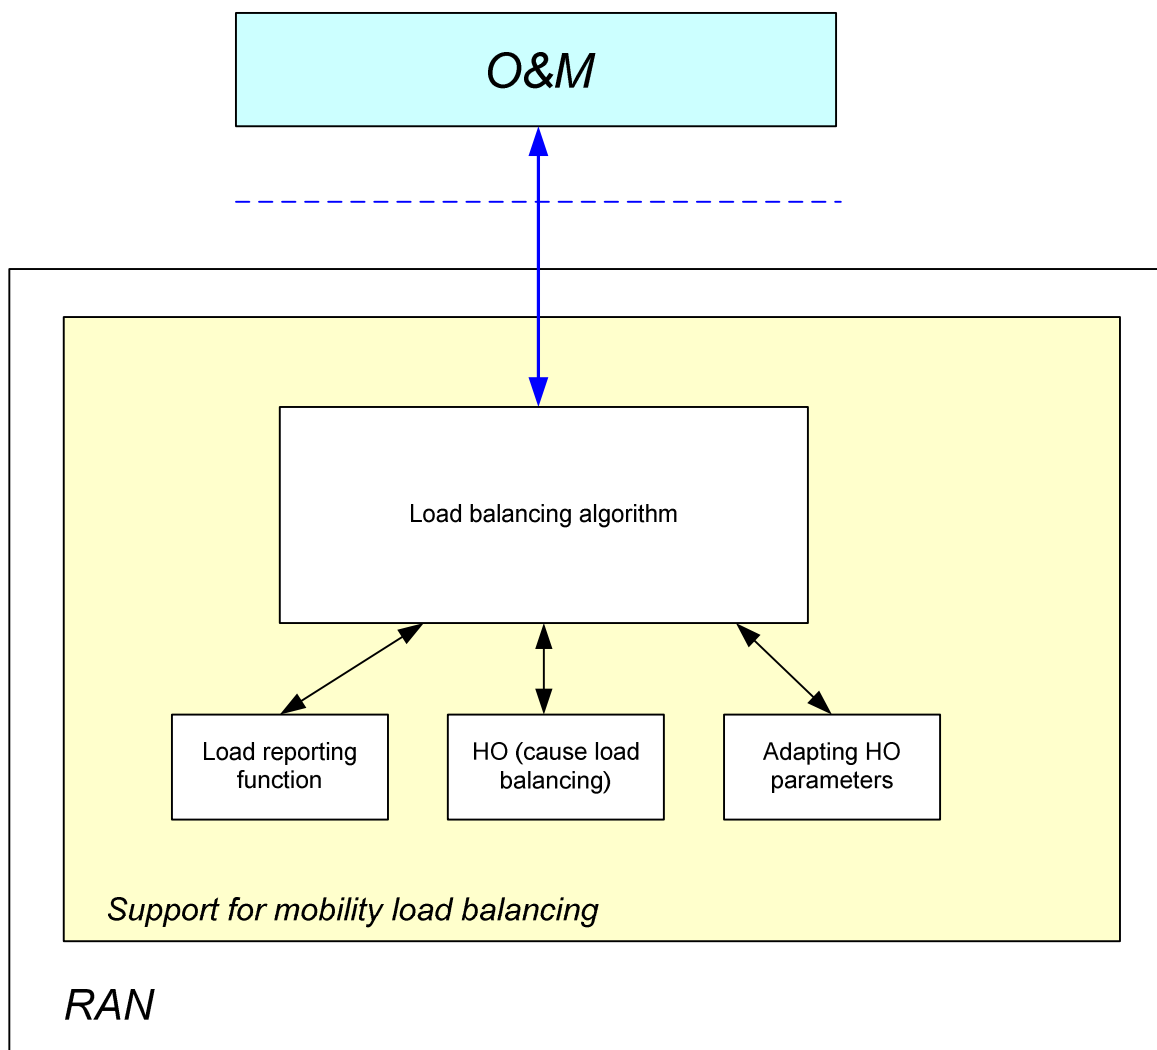 O&M
Load balancing algorithm
Load reporting
function
HO (cause load
balancing)
Adapting HO
parameters
Support for mobility load balancing
RAN